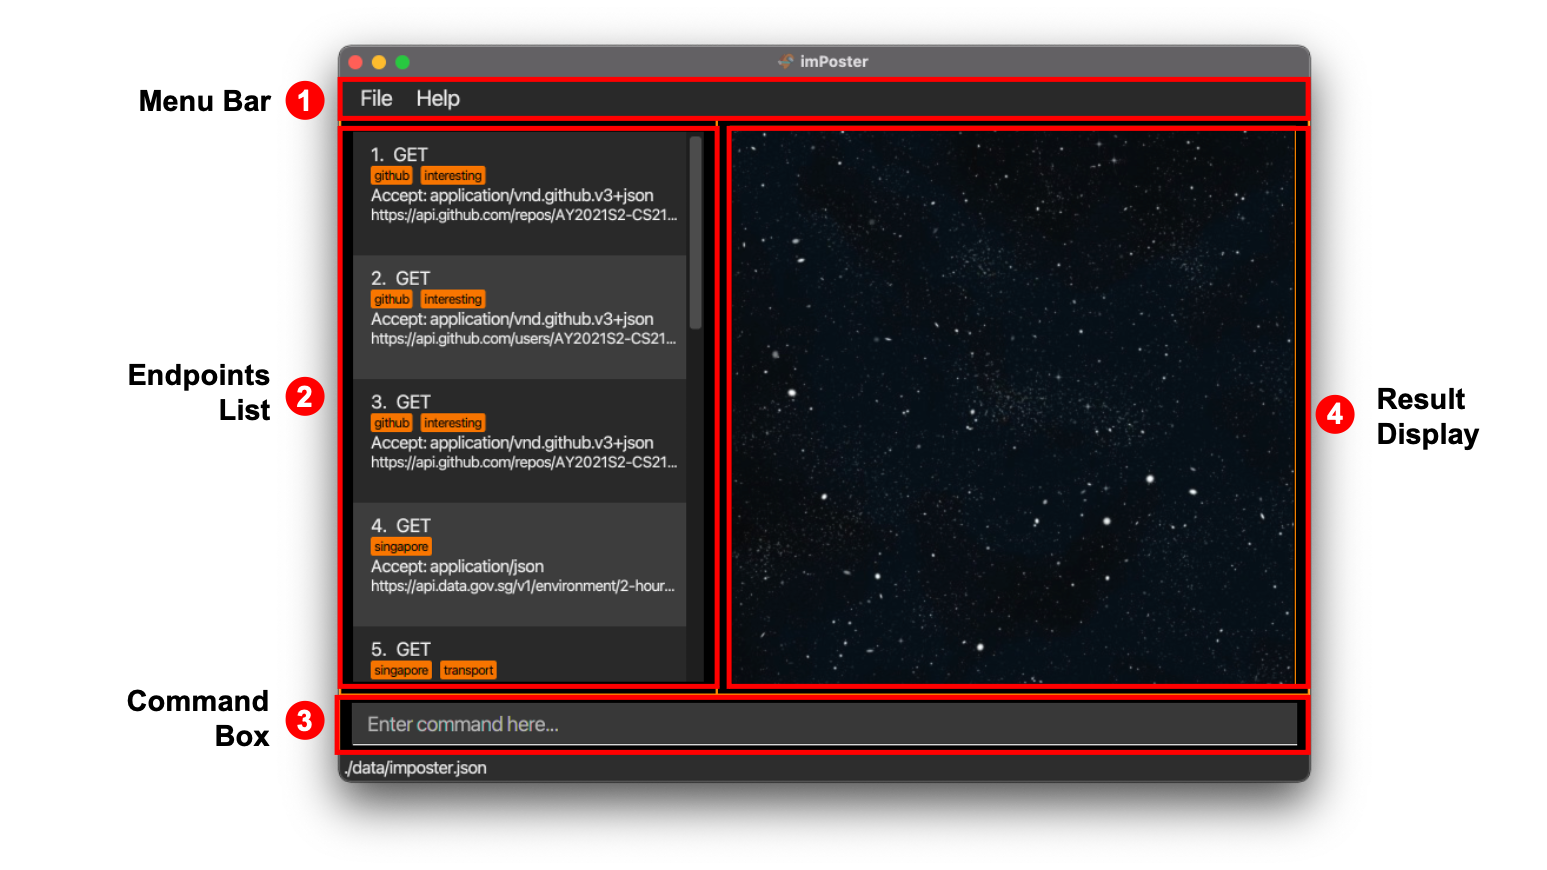 imPoster
Menu Bar 1
File Help
1. GET
github interesting
Accept: application/vnd.github.v3+json
https://api.github.com/repos/AY2021S2-CS21...
2. GET
github interesting
Accept: application/vnd.github.v3+json
https://api.github.com/users/AY2021S2-CS21...
Endpoints
List
2
3. GET
github interesting
Accept: application/vnd.github.v3+json
https://api.github.com/repos/AY2021S2-CS21...
4. GET
singapore
Accept: application/json
https://api.data.gov.sg/v1/environment/2-hour...
5. GET
singapore transport
4
Result
Display
Command
Box
3
Enter command here...
./data/imposter.json